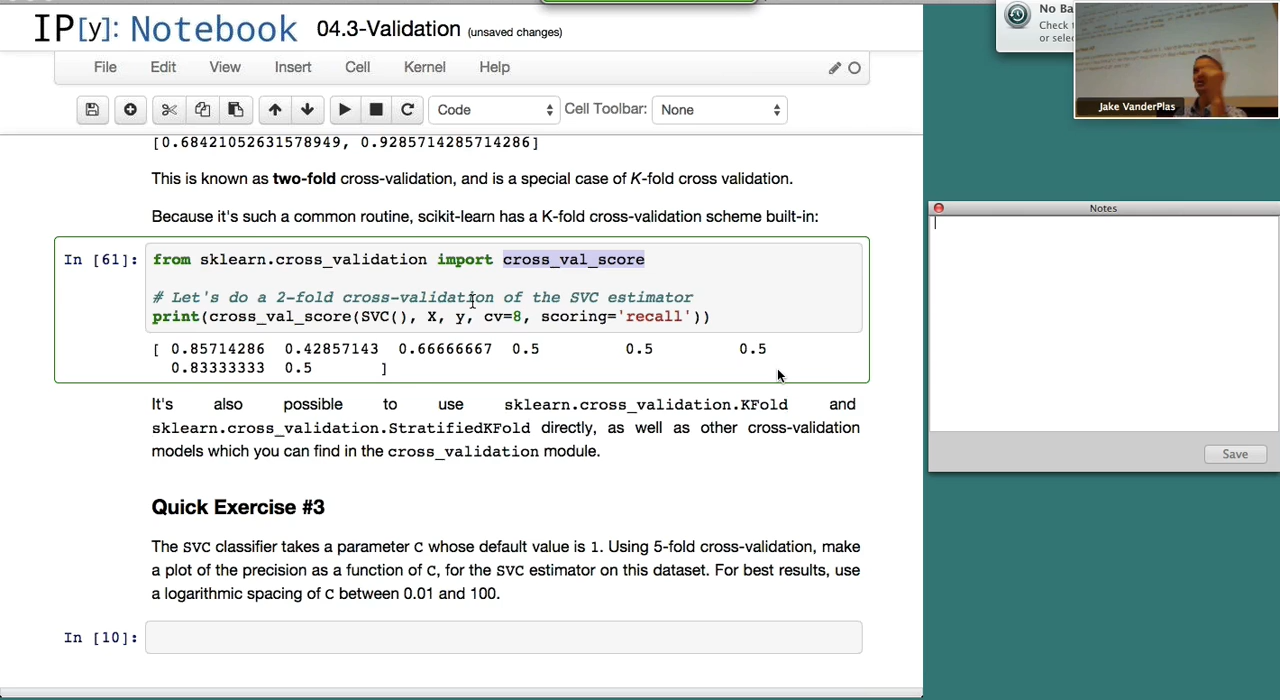 IP[y]: Notebook 04.3-Validation (unsaved changes)
No Ba
Check t
or selec
Jake VanderPlas
File Edit View Insert Cell Kernel Help
Code Cell Toolbar: None
[0.68421052631578949, 0.9285714285714286]
This is known as two-fold cross-validation, and is a special case of K-fold cross validation.
Because it's such a common routine, scikit-learn has a K-fold cross-validation scheme built-in:
In [61]: from sklearn.cross_validation import cross_val_score
# Let's do a 2-fold cross-validation of the SVC estimator
print(cross_val_score(SVC(), X, y, cv=8, scoring='recall'))
[ 0.85714286 0.42857143 0.66666667 0.5 0.5 0.5
0.83333333 0.5 ]
It's also possible to use sklearn.cross_validation.KFold and
sklearn.cross_validation.StratifiedKFold directly, as well as other cross-validation
models which you can find in the cross_validation module.
Quick Exercise #3
The SVC classifier takes a parameter C whose default value is 1. Using 5-fold cross-validation, make
a plot of the precision as a function of C, for the SVC estimator on this dataset. For best results, use
a logarithmic spacing of C between 0.01 and 100.
In [10]:
Notes
Save